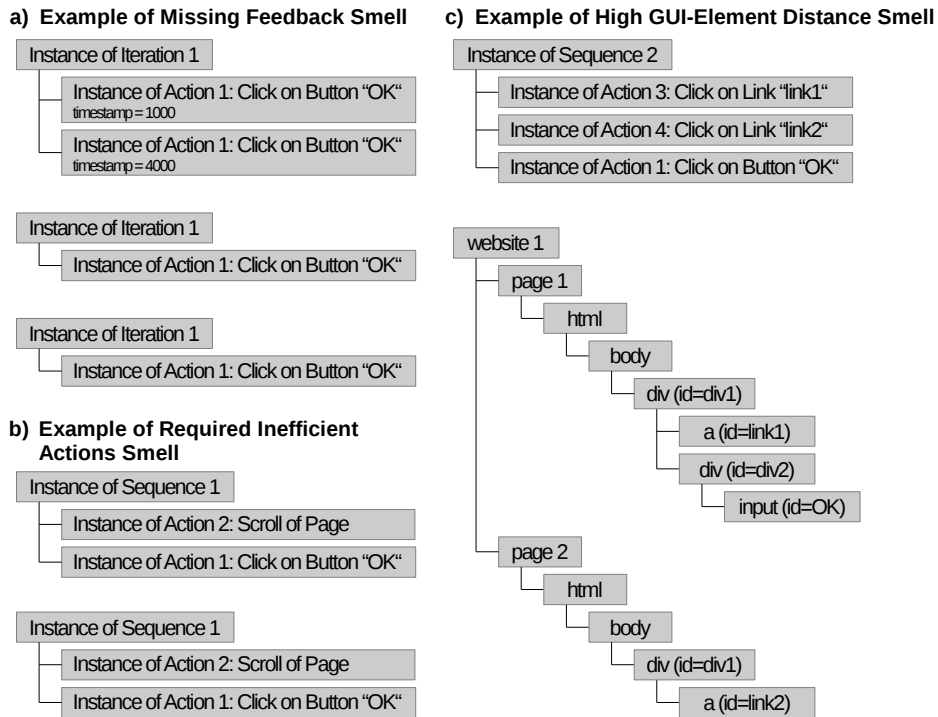 a) Example of Missing Feedback Smell
Instance of Iteration 1
Instance of Action 1: Click on Button “OK“
timestamp = 1000
Instance of Action 1: Click on Button “OK“
timestamp = 4000
Instance of Iteration 1
Instance of Action 1: Click on Button “OK“
Instance of Iteration 1
Instance of Action 1: Click on Button “OK“
b) Example of Required Inefficient
Actions Smell
Instance of Sequence 1
Instance of Action 2: Scroll of Page
Instance of Action 1: Click on Button “OK“
Instance of Sequence 1
Instance of Action 2: Scroll of Page
Instance of Action 1: Click on Button “OK“
c) Example of High GUI-Element Distance Smell
Instance of Sequence 2
Instance of Action 3: Click on Link “link1“
Instance of Action 4: Click on Link “link2“
Instance of Action 1: Click on Button “OK“
website 1
page 1
html
body
div (id=div1)
a (id=link1)
div (id=div2)
input (id=OK)
page 2
html
body
div (id=div1)
a (id=link2)